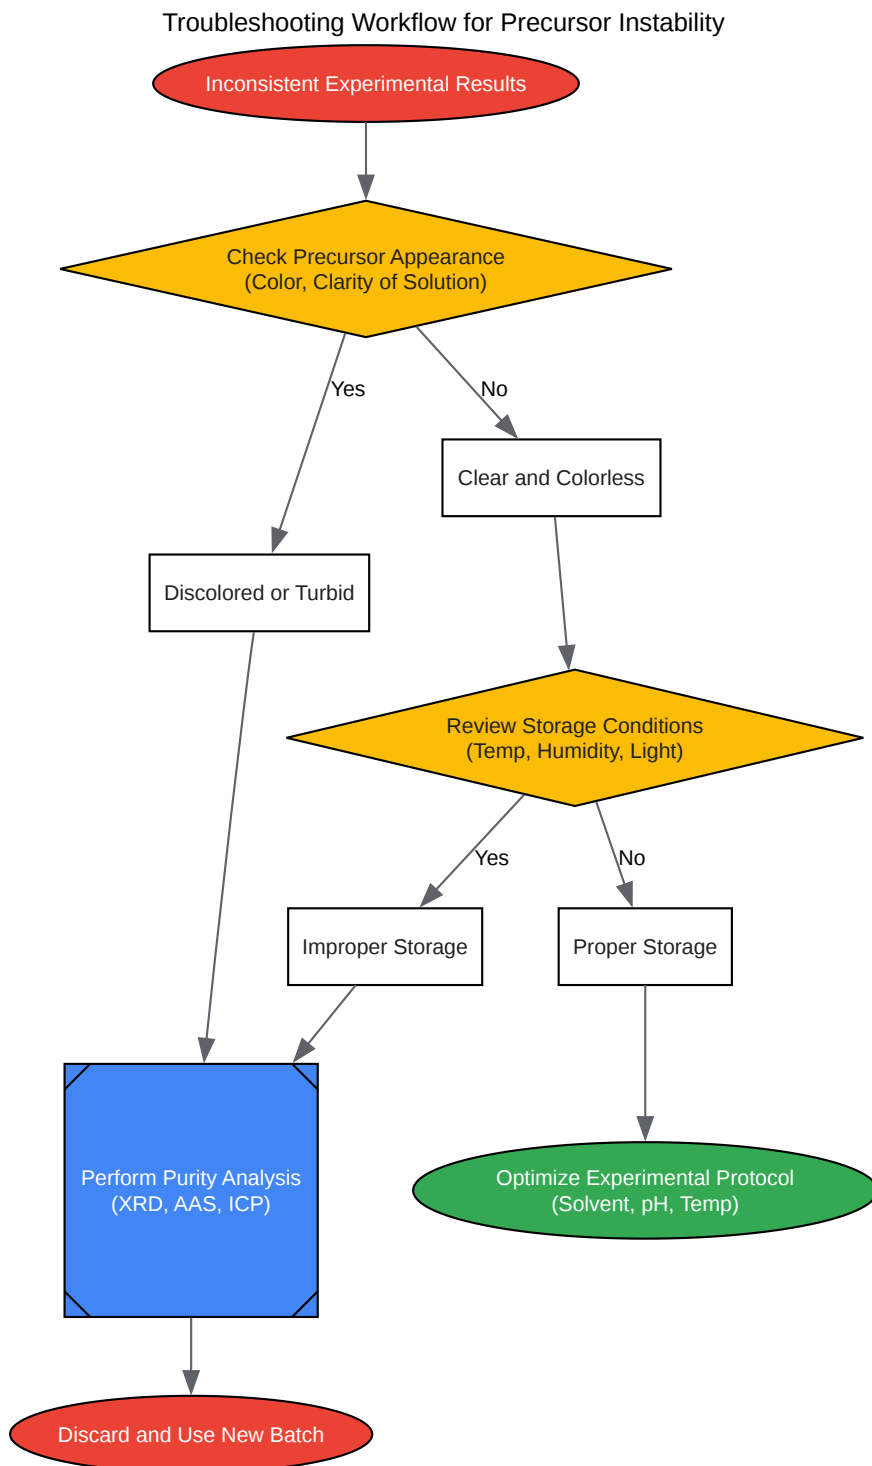 Troubleshooting Workflow for Precursor Instability
Inconsistent Experimental Results
Check Precursor Appearance
(Color, Clarity of Solution)
Yes
No
Clear and Colorless
Discolored or Turbid
Review Storage Conditions
(Temp, Humidity, Light)
Yes
No
Improper Storage
Proper Storage
Perform Purity Analysis
(XRD, AAS, ICP)
Optimize Experimental Protocol
(Solvent, pH, Temp)
Discard and Use New Batch